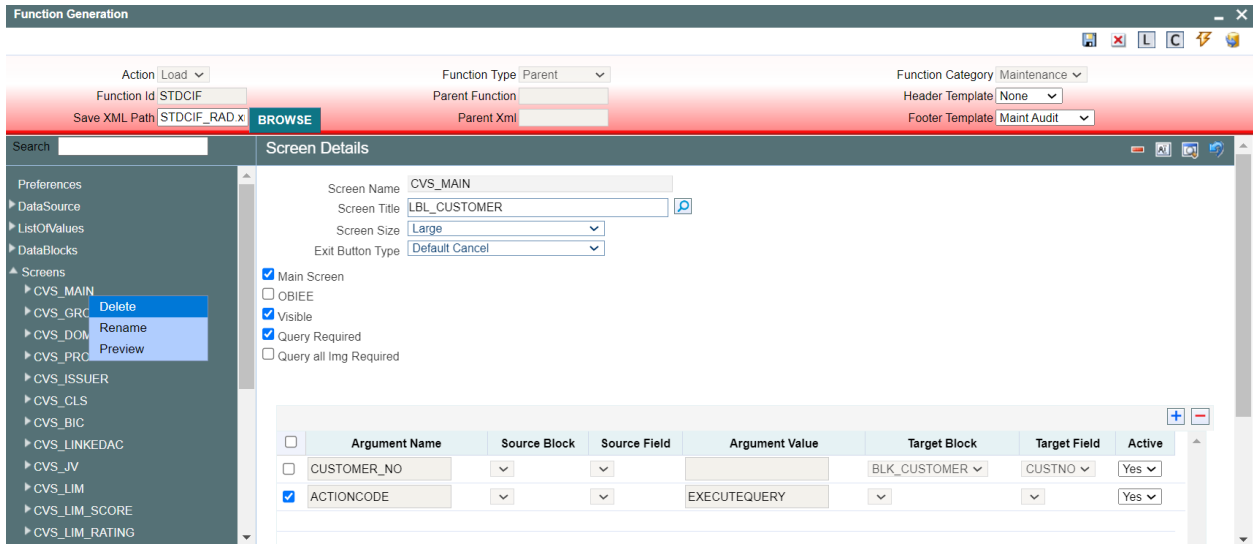 Function Generation
L C
Action Load Function Type Parent Function Category Maintenance
Function Id STDCIF Parent Function Header Template None
Save XML Path STDCIF_RAD.x BROWSE Parent Xml Footer Template Maint Audit
Search Screen Details
Preferences
DataSource
ListOfValues
DataBlocks
Screens
CVS_MAIN
CVS_GRO
CVS_DOM
CVS_PRO
CVS_ISSUER
CVS_CLS
CVS_BIC
CVS_LINKEDAC
CVS_JV
CVS_LIM
CVS_LIM_SCORE
CVS_LIM_RATING
Delete
Rename
Preview
Screen Name CVS_MAIN
Screen Title LBL_CUSTOMER
Screen Size Large
Exit Button Type Default Cancel
Main Screen
OBIEE
Visible
Query Required
Query all Img Required
Argument Name Source Block Source Field Argument Value Target Block Target Field Active
CUSTOMER_NO BLK_CUSTOMER CUSTNO Yes
ACTIONCODE EXECUTEQUERY Yes